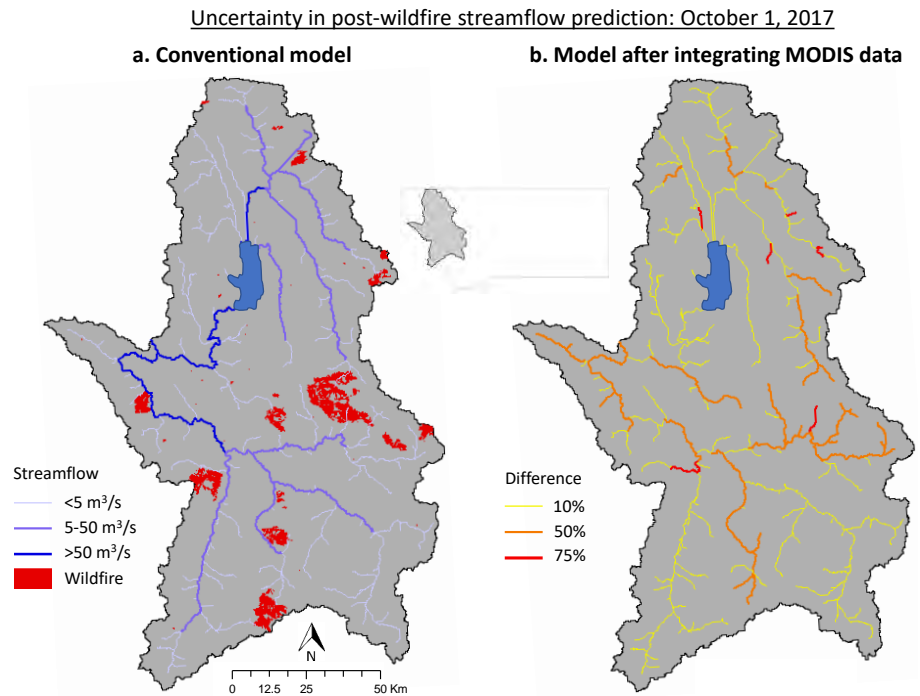 Uncertainty in post-wildfire streamflow prediction: October 1, 2017
a. Conventional model
b. Model after integrating MODIS data
Streamflow
<5 m³/s
5-50 m³/s
>50 m³/s
Wildfire
Difference
10%
50%
75%
N
0 12.5 25 50 Km